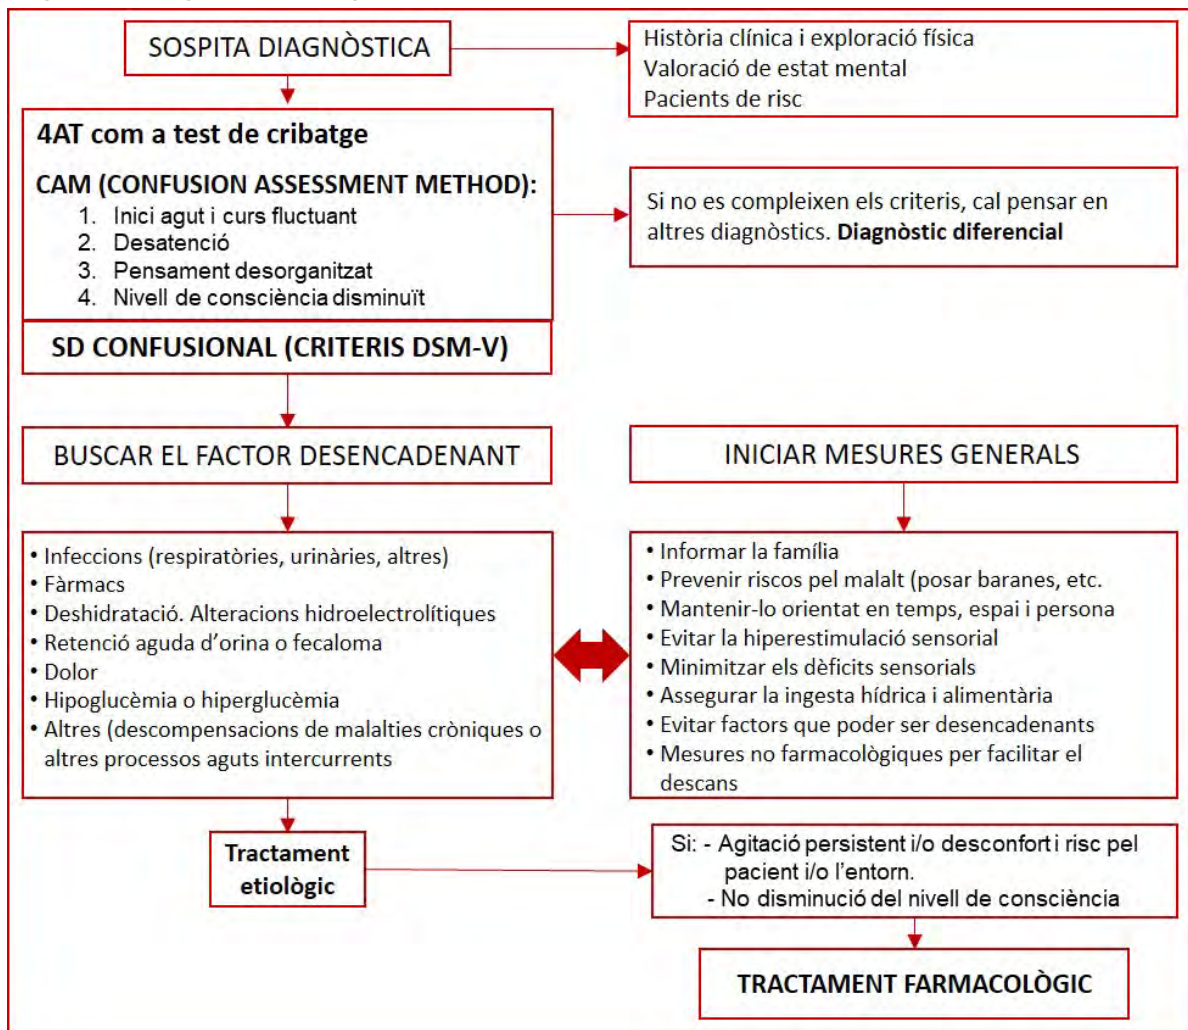 SOSPITA DIAGNÒSTICA
Història clínica i exploració física
Valoració de estat mental
Pacients de risc
4AT com a test de cribatge
CAM (CONFUSION ASSESSMENT METHOD):
1. Inici agut i curs fluctuant
2. Desatenció
3. Pensament desorganitzat
4. Nivell de consciència disminuït
Si no es compleixen els criteris, cal pensar en
altres diagnòstics. Diagnòstic diferencial
SD CONFUSIONAL (CRITERIS DSM-V)
BUSCAR EL FACTOR DESENCADENANT
INICIAR MESURES GENERALS
• Infeccions (respiratòries, urinàries, altres)
• Fàrmacs
• Deshidratació. Alteracions hidroelectrolítiques
• Retenció aguda d'orina o fecaloma
• Dolor
• Hipoglucèmia o hiperglucèmia
• Altres (descompensacions de malalties cròniques o
altres processos aguts intercurrents
• Informar la família
• Prevenir riscos pel malalt (posar baranes, etc.
• Mantenir-lo orientat en temps, espai i persona
• Evitar la hiperestimulació sensorial
• Minimitzar els dèficits sensorials
• Assegurar la ingesta hídrica i alimentària
• Evitar factors que poder ser desencadenants
• Mesures no farmacològiques per facilitar el
descans
Tractament
etiològic
Si: - Agitació persistent i/o desconfort i risc pel
pacient i/o l'entorn.
- No disminució del nivell de consciència
TRACTAMENT FARMACOLÒGIC